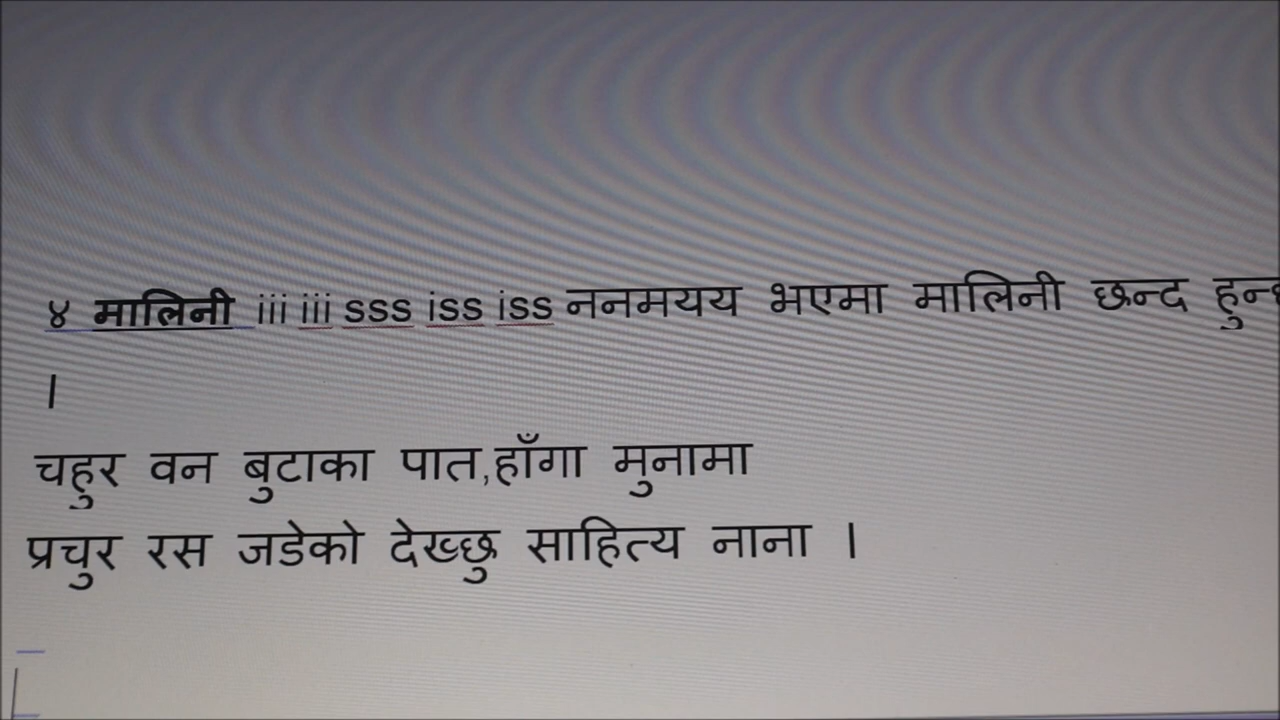 ४ मालिनी iii iii sss iss iss ननमयय भएमा मालिनी छन्द
।
चहुर वन बुटाका पात,हाँगा मुनामा
प्रचुर रस जडेको देख्छु साहित्य नाना ।